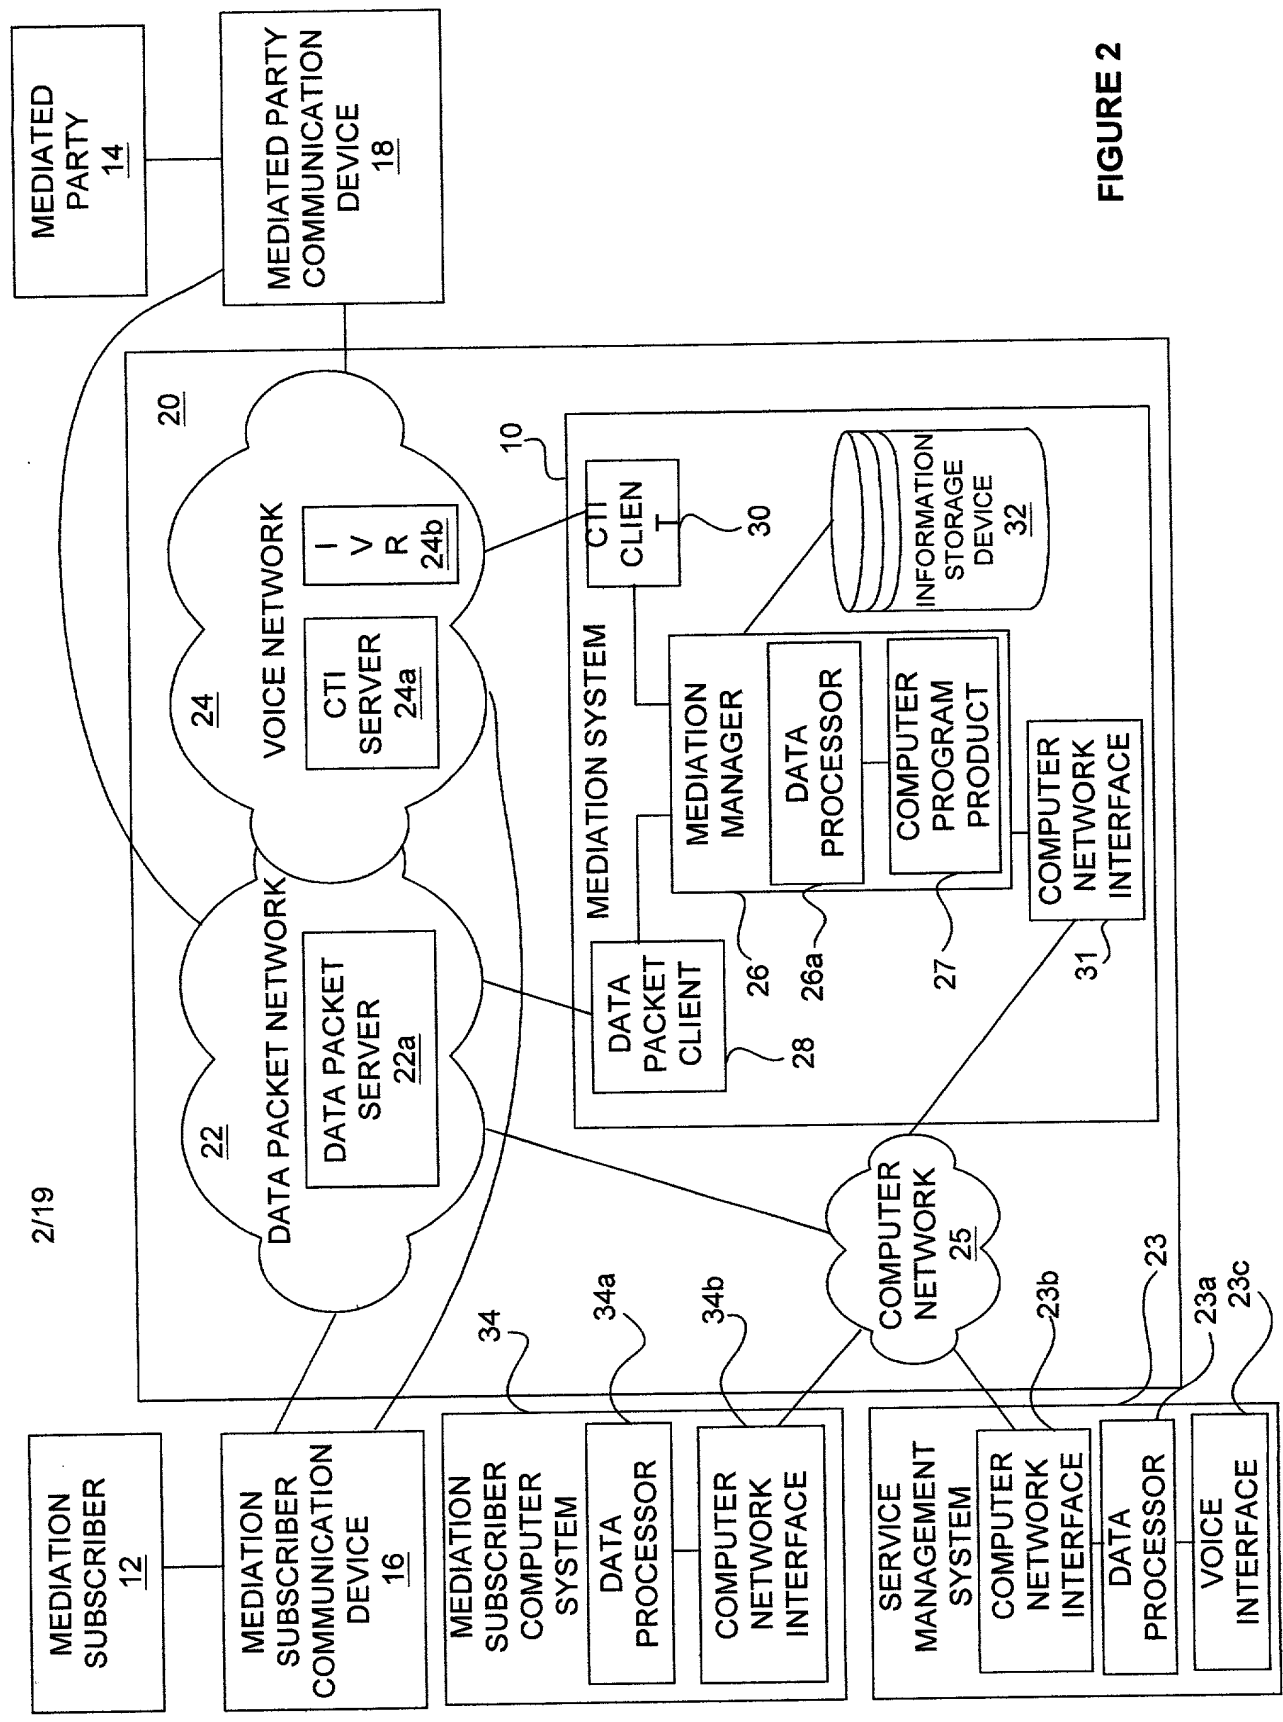 2/19
MEDIATION
SUBSCRIBER
12
MEDIATION
SUBSCRIBER
COMMUNICATION
DEVICE
16
MEDIATED
PARTY
14
MEDIATED PARTY
COMMUNICATION
DEVICE
18
20
22
DATA PACKET NETWORK
DATA PACKET
SERVER
22a
24
VOICE NETWORK
CTI
SERVER
24a
I
V
R
24b
10
MEDIATION SYSTEM
DATA
PACKET
CLIENT
28
CTI
CLIEN
T
30
MEDIATION
MANAGER
26
DATA
PROCESSOR
26a
COMPUTER
PROGRAM
PRODUCT
27
INFORMATION
STORAGE
DEVICE
32
COMPUTER
NETWORK
INTERFACE
31
COMPUTER
NETWORK
25
34
MEDIATION
SUBSCRIBER
COMPUTER
SYSTEM
DATA
PROCESSOR
34a
COMPUTER
NETWORK
INTERFACE
34b
SERVICE
MANAGEMENT
SYSTEM
23
COMPUTER
NETWORK
INTERFACE
23b
DATA
PROCESSOR
23a
VOICE
INTERFACE
23c
FIGURE 2